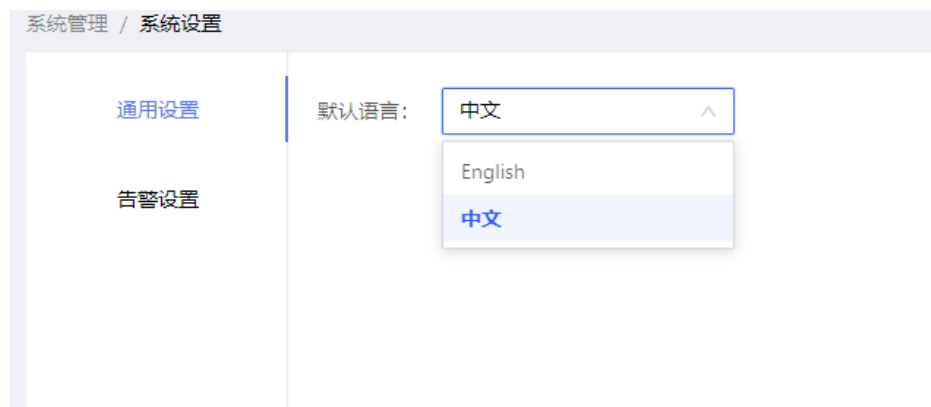 系统管理 / 系统设置
通用设置
告警设置
默认语言：
中文
English
中文